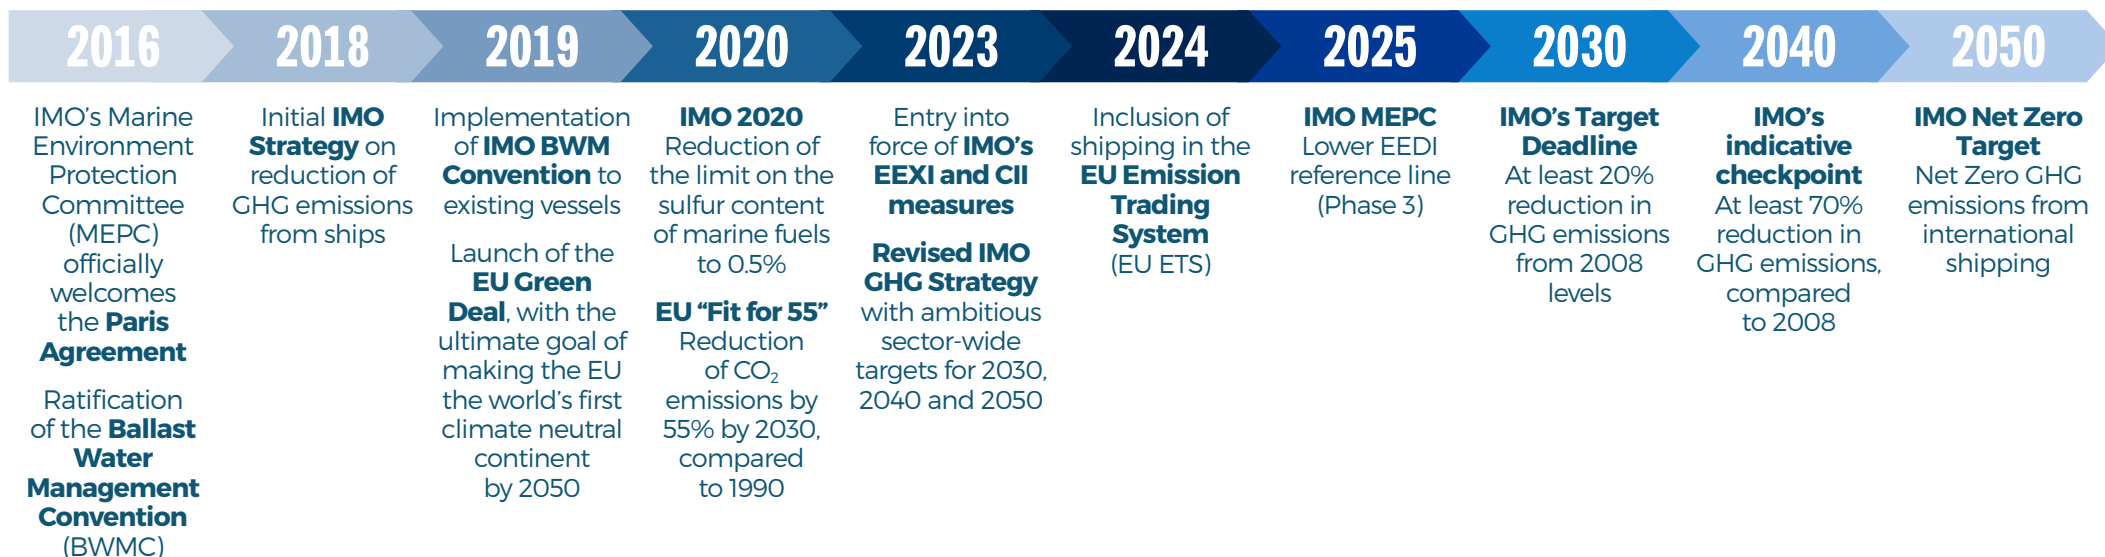 2016
IMO’s Marine
Environment
Protection
Committee
(MEPC)
officially
welcomes
the Paris
Agreement
Ratification
of the Ballast
Water
Management
Convention
(BWMC)
2018
Initial IMO
Strategy on
reduction of
GHG emissions
from ships
2019
Implementation
of IMO BWM
Convention to
existing vessels
Launch of the
EU Green
Deal, with the
ultimate goal of
making the EU
the world’s first
climate neutral
continent
by 2050
2020
IMO 2020
Reduction of
the limit on the
sulfur content
of marine fuels
to 0.5%
EU “Fit for 55”
Reduction
of CO₂
emissions by
55% by 2030,
compared
to 1990
2023
Entry into
force of IMO’s
EEXI and CII
measures
Revised IMO
GHG Strategy
with ambitious
sector-wide
targets for 2030,
2040 and 2050
2024
Inclusion of
shipping in the
EU Emission
Trading
System
(EU ETS)
2025
IMO MEPC
Lower EEDI
reference line
(Phase 3)
2030
IMO’s Target
Deadline
At least 20%
reduction in
GHG emissions
from 2008
levels
2040
IMO’s
indicative
checkpoint
At least 70%
reduction in
GHG emissions,
compared
to 2008
2050
IMO Net Zero
Target
Net Zero GHG
emissions from
international
shipping